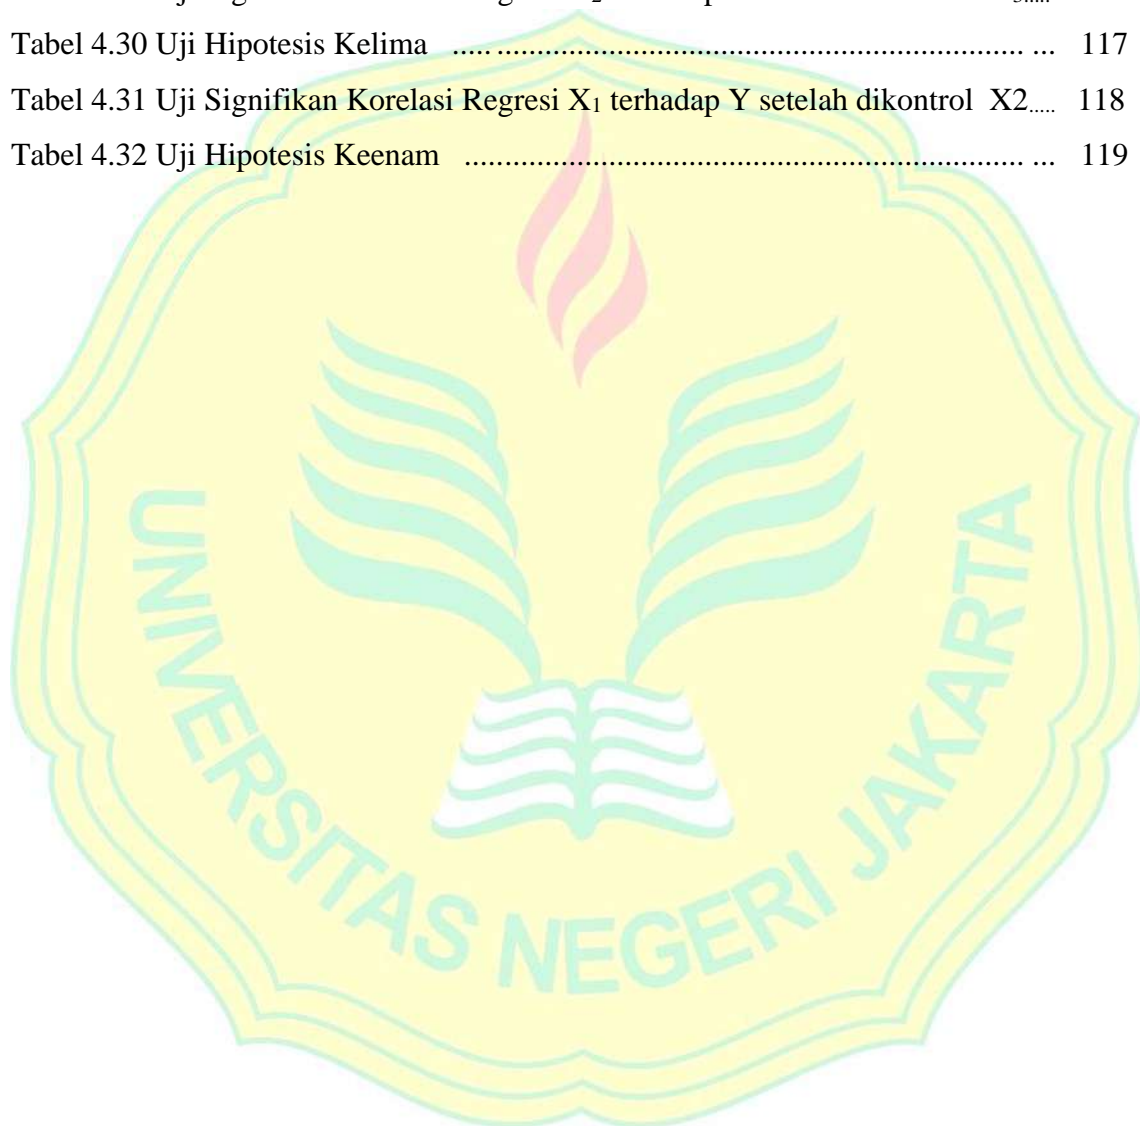 Tabel 4.30 Uji Hipotesis Kelima ..... .................................................................. ... 117
Tabel 4.31 Uji Signifikan Korelasi Regresi X₁ terhadap Y setelah dikontrol X2..... 118
Tabel 4.32 Uji Hipotesis Keenam ...................................................................... ... 119
UNIVERSITAS NEGERI JAKARTA